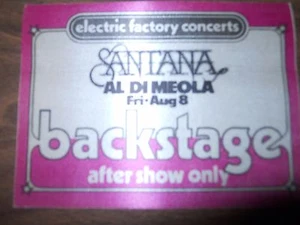 electric factory concerts
SANTANA
AL DI MEOLA
Fri-Aug 8
backstage
after show only